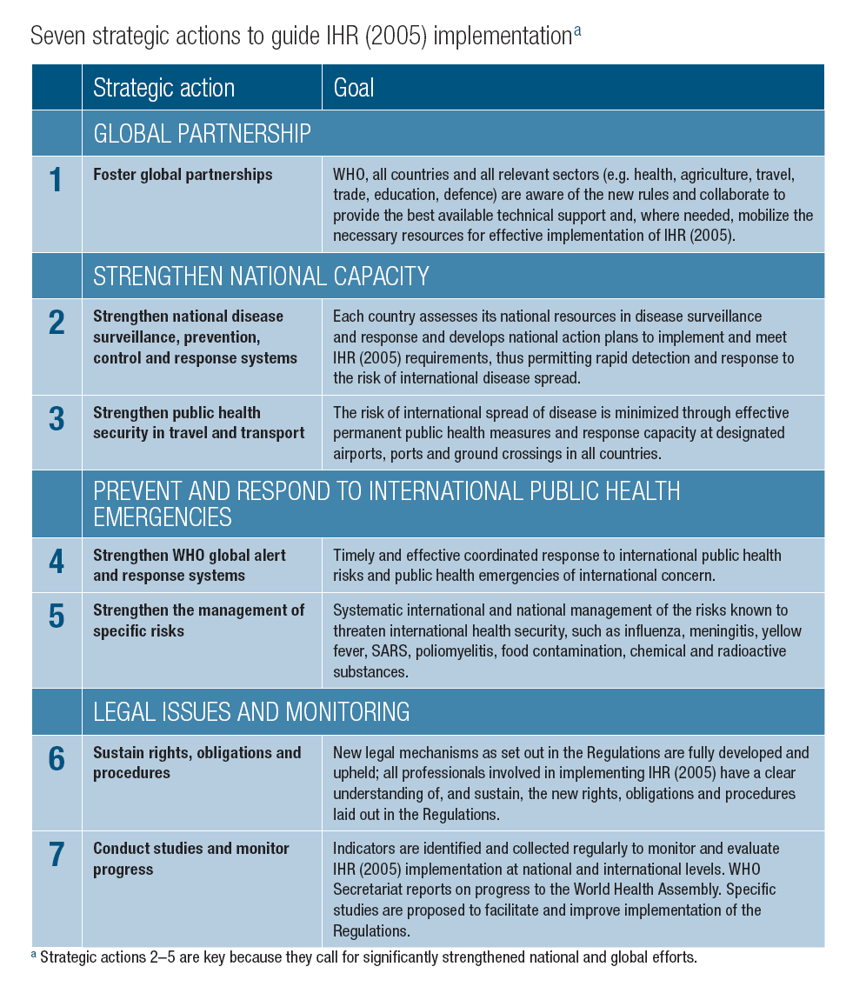 Seven strategic actions to guide IHR (2005) implementationa
Strategic action Goal
GLOBAL PARTNERSHIP
1 Foster global partnerships WHO, all countries and all relevant sectors (e.g. health, agriculture, travel,
trade, education, defence) are aware of the new rules and collaborate to
provide the best available technical support and, where needed, mobilize the
necessary resources for effective implementation of IHR (2005).
STRENGTHEN NATIONAL CAPACITY
2 Strengthen national disease
surveillance, prevention,
control and response systems
Each country assesses its national resources in disease surveillance
and response and develops national action plans to implement and meet
IHR (2005) requirements, thus permitting rapid detection and response to
the risk of international disease spread.
3 Strengthen public health
security in travel and transport
The risk of international spread of disease is minimized through effective
permanent public health measures and response capacity at designated
airports, ports and ground crossings in all countries.
PREVENT AND RESPOND TO INTERNATIONAL PUBLIC HEALTH
EMERGENCIES
4 Strengthen WHO global alert
and response systems
Timely and effective coordinated response to international public health
risks and public health emergencies of international concern.
5 Strengthen the management of
specific risks
Systematic international and national management of the risks known to
threaten international health security, such as influenza, meningitis, yellow
fever, SARS, poliomyelitis, food contamination, chemical and radioactive
substances.
LEGAL ISSUES AND MONITORING
6 Sustain rights, obligations and
procedures
New legal mechanisms as set out in the Regulations are fully developed and
upheld; all professionals involved in implementing IHR (2005) have a clear
understanding of, and sustain, the new rights, obligations and procedures
laid out in the Regulations.
7 Conduct studies and monitor
progress
Indicators are identified and collected regularly to monitor and evaluate
IHR (2005) implementation at national and international levels. WHO
Secretariat reports on progress to the World Health Assembly. Specific
studies are proposed to facilitate and improve implementation of the
Regulations.
a Strategic actions 2–5 are key because they call for significantly strengthened national and global efforts.